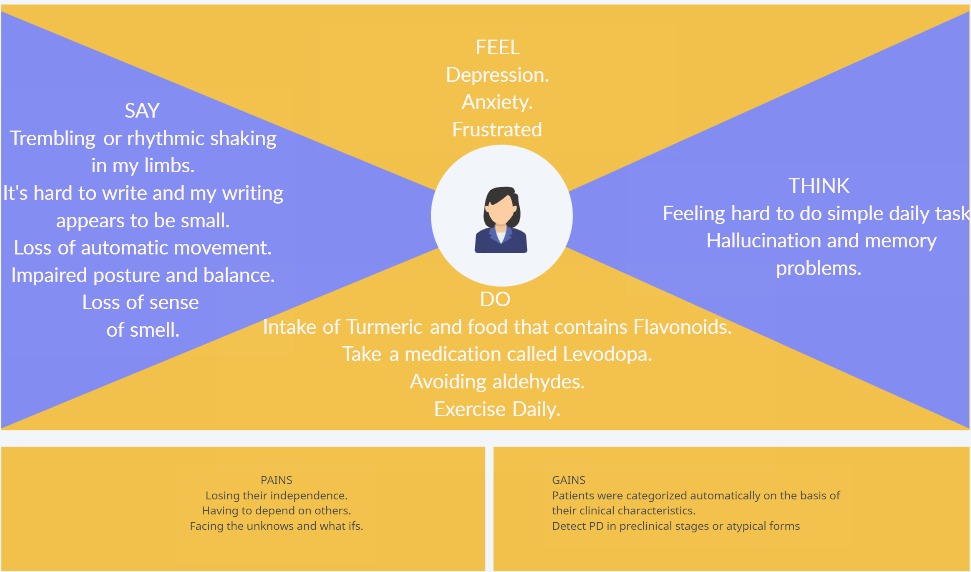 FEEL
Depression.
Anxiety.
Frustrated
SAY
Trembling or rhythmic shaking
in my limbs.
It's hard to write and my writing
appears to be small.
Loss of automatic movement.
Impaired posture and balance.
Loss of sense
of smell.
THINK
Feeling hard to do simple daily task
Hallucination and memory
problems.
DO
Intake of Turmeric and food that contains Flavonoids.
Take a medication called Levodopa.
Avoiding aldehydes.
Exercise Daily.
PAINS
Losing their independence.
Having to depend on others.
Facing the unknows and what ifs.
GAINS
Patients were categorized automatically on the basis of
their clinical characteristics.
Detect PD in preclinical stages or atypical forms